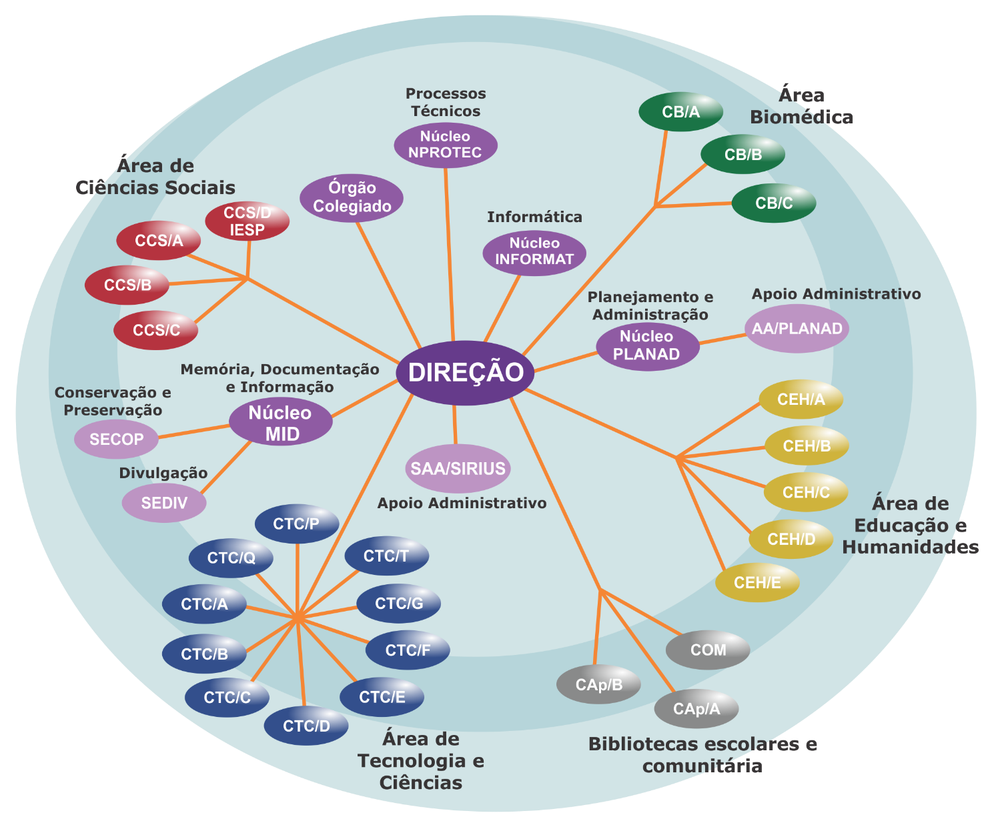 Processos
Técnicos
Núcleo
NPROTEC
Órgão
Colegiado
Informática
Núcleo
INFORMAT
Área
Biomédica
CB/A
CB/B
CB/C
Área de
Ciências Sociais
CCS/D
IESP
CCS/A
CCS/B
CCS/C
Planejamento e
Administração
Núcleo
PLANAD
Apoio Administrativo
AA/PLANAD
DIREÇÃO
Memória, Documentação
e Informação
Núcleo
MID
Conservação e
Preservação
SECOP
Divulgação
SEDIV
SAA/SIRIUS
Apoio Administrativo
CEH/A
CEH/B
CEH/C
CEH/D
CEH/E
Área de
Educação e
Humanidades
CTC/P
CTC/Q
CTC/T
CTC/A
CTC/G
CTC/B
CTC/F
CTC/C
CTC/E
CTC/D
Área de
Tecnologia e
Ciências
COM
CAp/B
CAp/A
Bibliotecas escolares e
comunitária